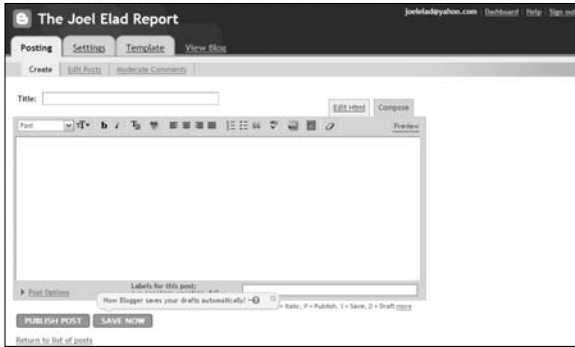 The Joel Elad Report
joelelad@yahoo.com Dashboard Help Sign out
Posting Settings Template View Blog
Create Edit Posts Moderate Comments
Title:
Edit Html Compose
Font b i Preview
Labels for this post:
Post Options
Now Blogger saves your drafts automatically!
= Italic, P = Publish, S = Save, D = Draft more
PUBLISH POST SAVE NOW
Return to list of posts